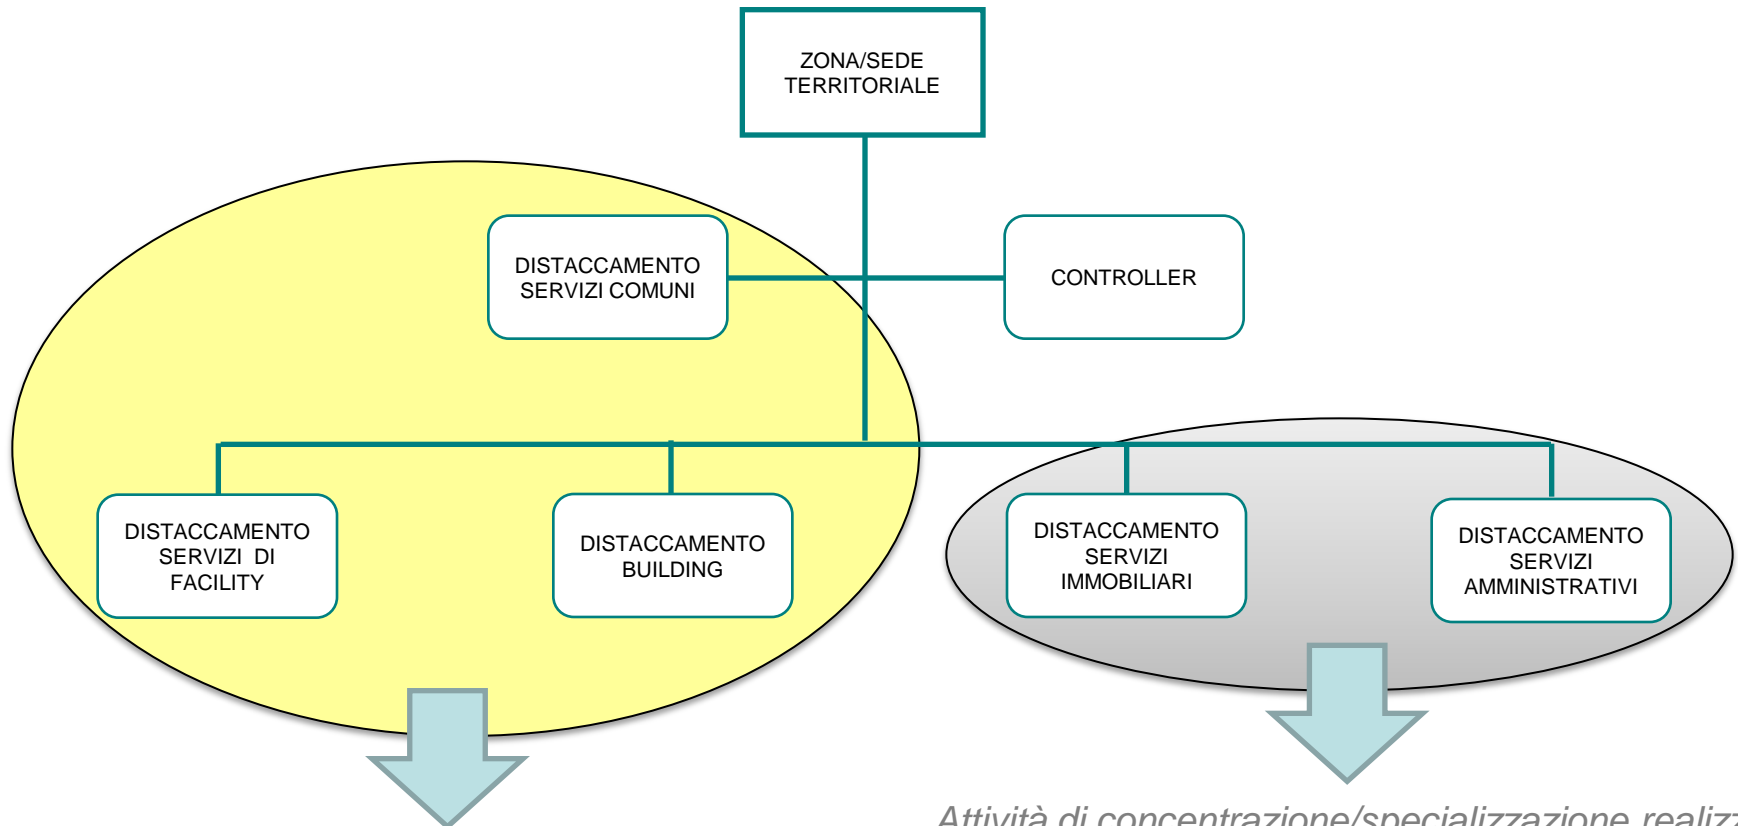 ZONA/SEDE
TERRITORIALE
DISTACCAMENTO
SERVIZI COMUNI
CONTROLLER
DISTACCAMENTO
SERVIZI DI
FACILITY
DISTACCAMENTO
BUILDING
DISTACCAMENTO
SERVIZI
IMMOBILIARI
DISTACCAMENTO
SERVIZI
AMMINISTRATIVI
Attività di concentrazione/specializzazione